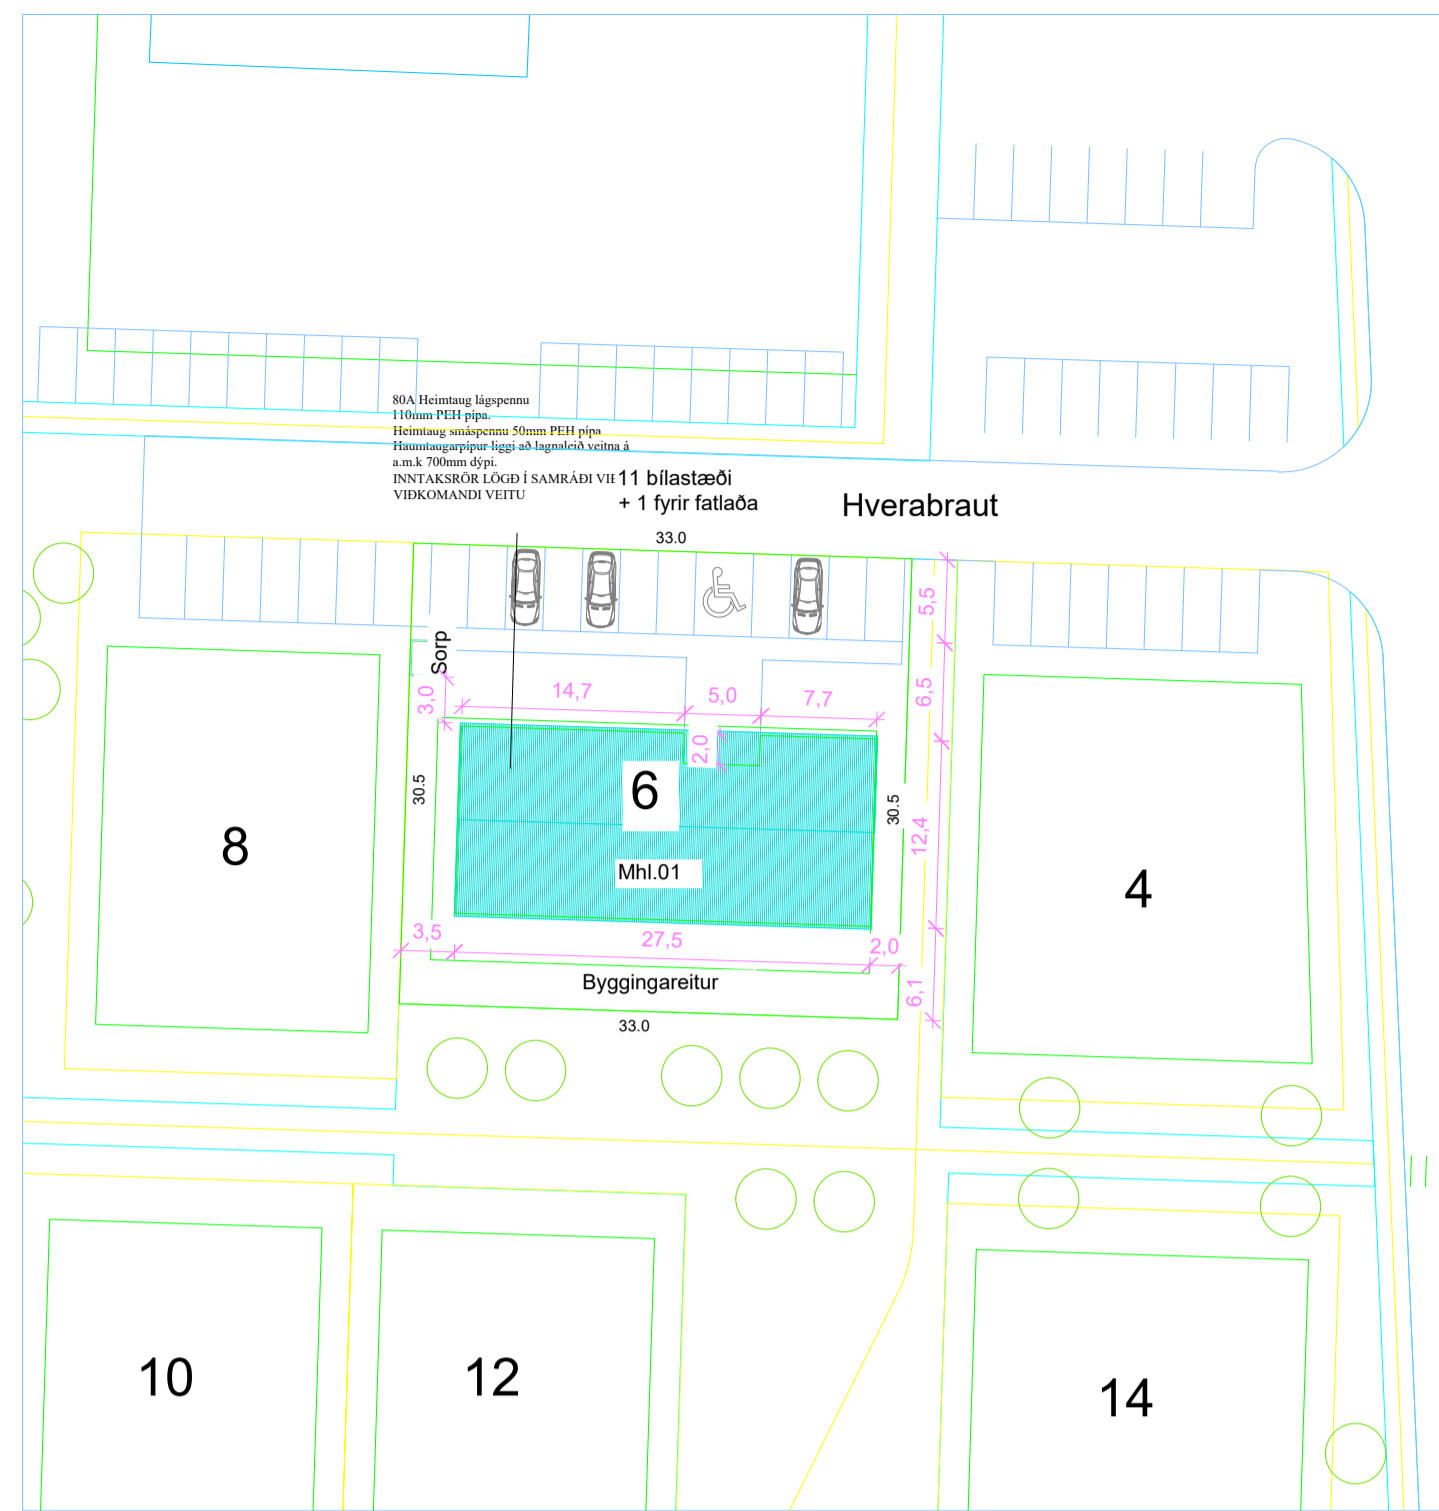 80A Heimtaug lágspennu
110mm PEH pípa.
Heimtaug smáspennu 50mm PEH pípa
Haumtaugarpípur liggi að lagnaleið veitna á
a.m.k 700mm dýpi.
INNTAKSRÖR LÖGÐ Í SAMRÁÐI VIÐ
VIÐKOMANDI VEITU
11 bílastæði
+ 1 fyrir fatlaða
Hverabraut
33.0
5,5
Sorp
3,0
14,7
5,0
7,7
6,5
2,0
30.5
6
30.5
12,4
8
Mhl.01
4
3,5
27,5
2,0
Byggingareitur
6,1
33.0
10
12
14